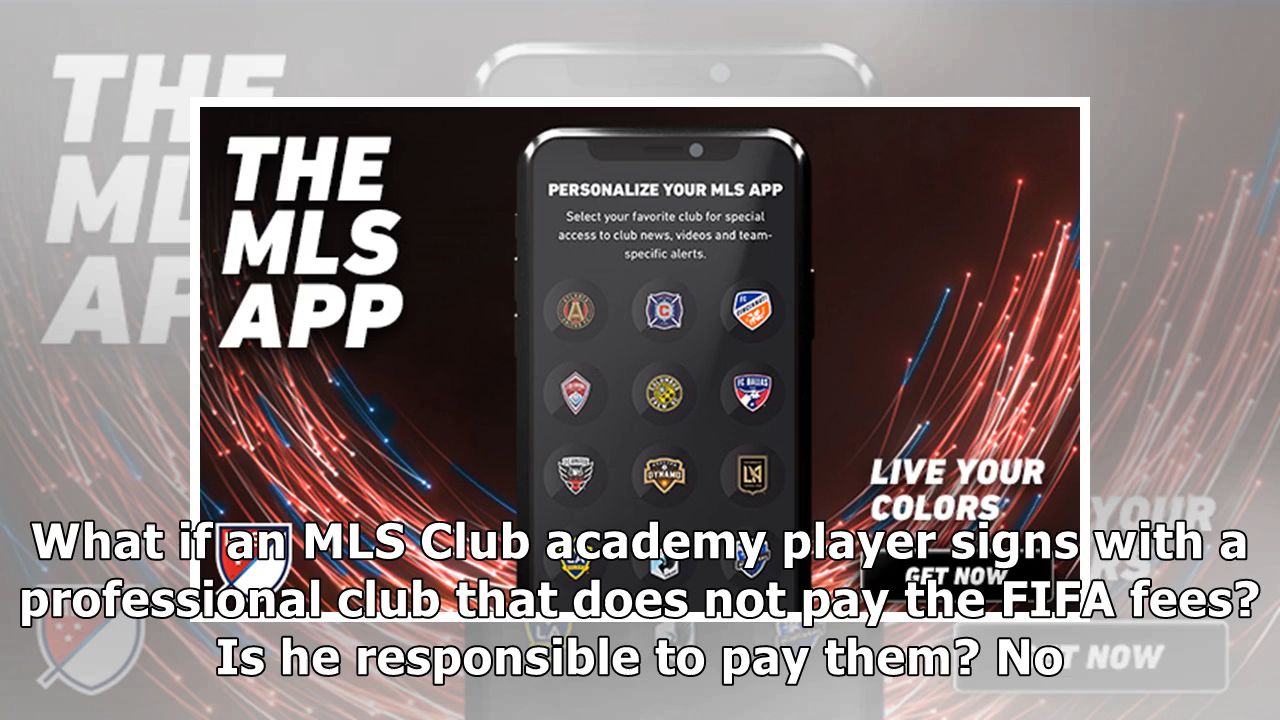 THE
MLS
APP
PERSONALIZE YOUR MLS APP
Select your favorite club for special
access to club news, videos and team-
specific alerts.
LIVE YOUR
COLORS
GET NOW
What if an MLS Club academy player signs with a
professional club that does not pay the FIFA fees?
Is he responsible to pay them? No